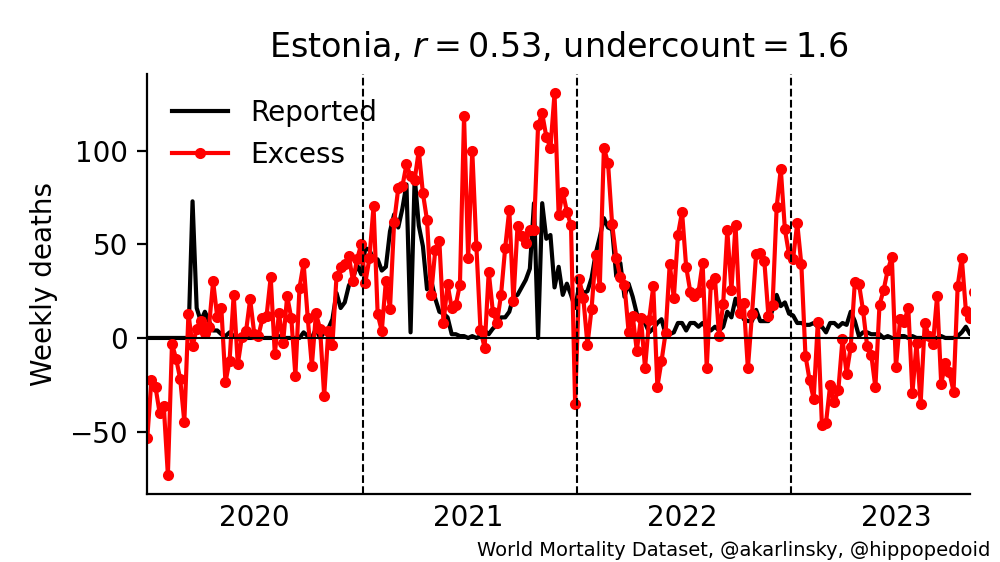 Estonia, r = 0.53, undercount = 1.6
Reported
Excess
Weekly deaths
100
50
0
−50
2020 2021 2022 2023
World Mortality Dataset, @akarlinsky, @hippopedoid